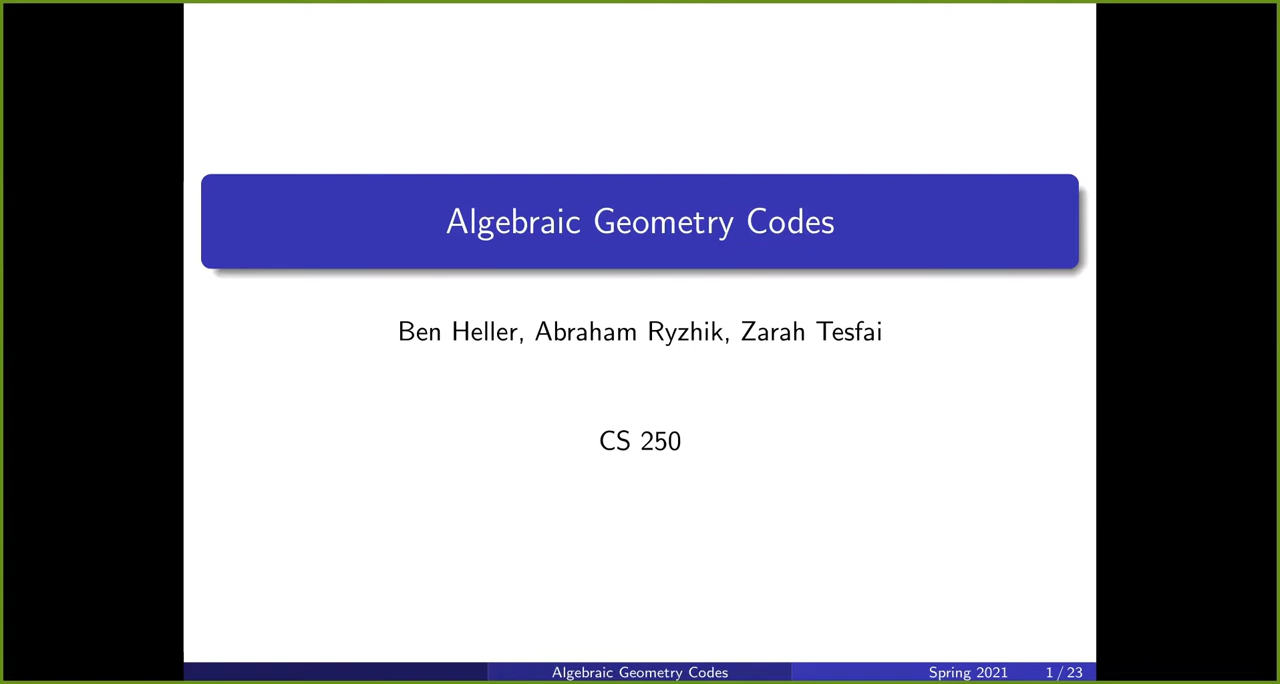 Algebraic Geometry Codes
Ben Heller, Abraham Ryzhik, Zarah Tesfai
CS 250
Algebraic Geometry Codes Spring 2021 1 / 23